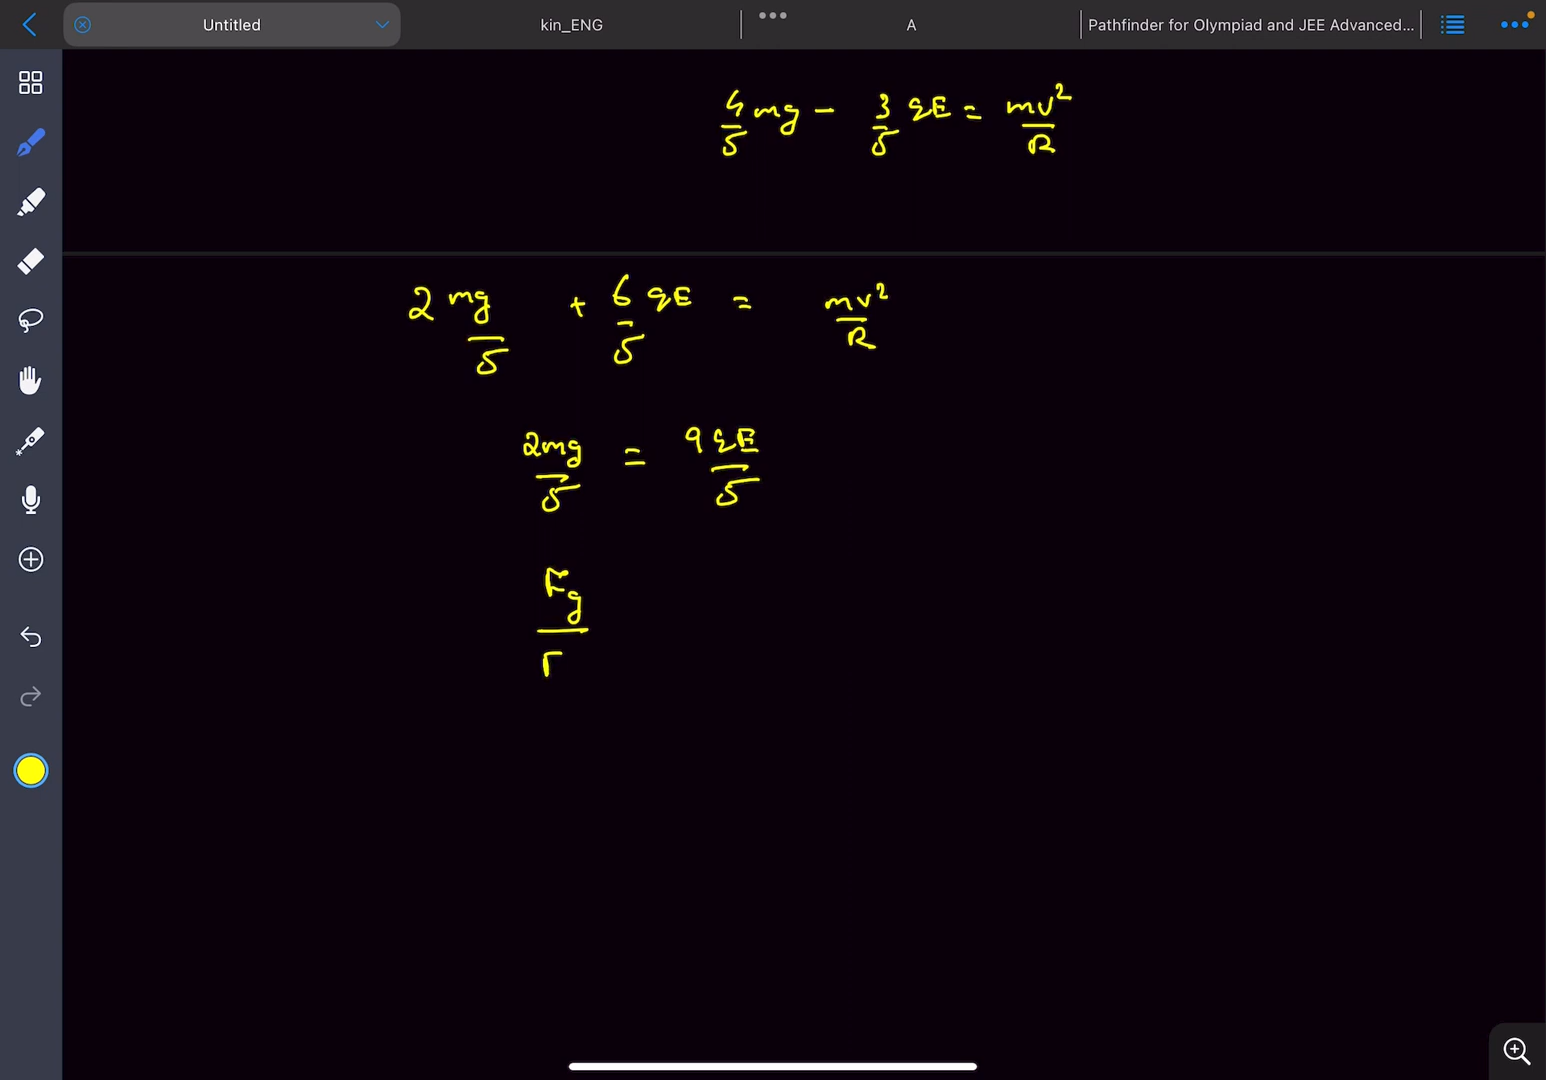 Untitled kin_ENG A Pathfinder for Olympiad and JEE Advanced...
4/5 mg - 3/5 qE = mv²/R
2 mg/5 + 6/5 qE = mv²/R
2mg/5 = 9qE/5
Fg